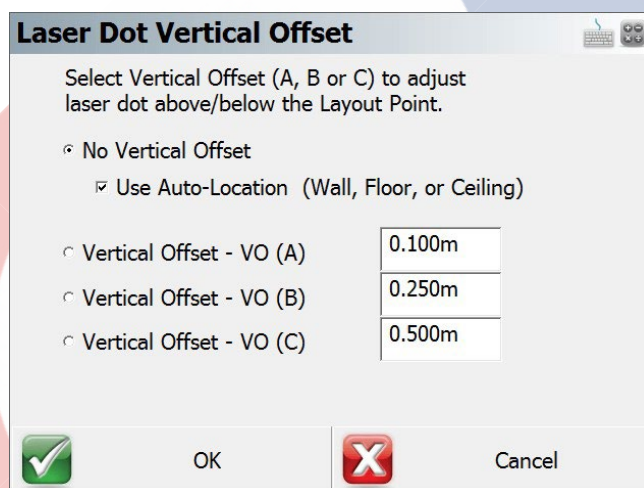 Laser Dot Vertical Offset
Select Vertical Offset (A, B or C) to adjust
laser dot above/below the Layout Point.
No Vertical Offset
Use Auto-Location (Wall, Floor, or Ceiling)
Vertical Offset - VO (A) 0.100m
Vertical Offset - VO (B) 0.250m
Vertical Offset - VO (C) 0.500m
OK Cancel